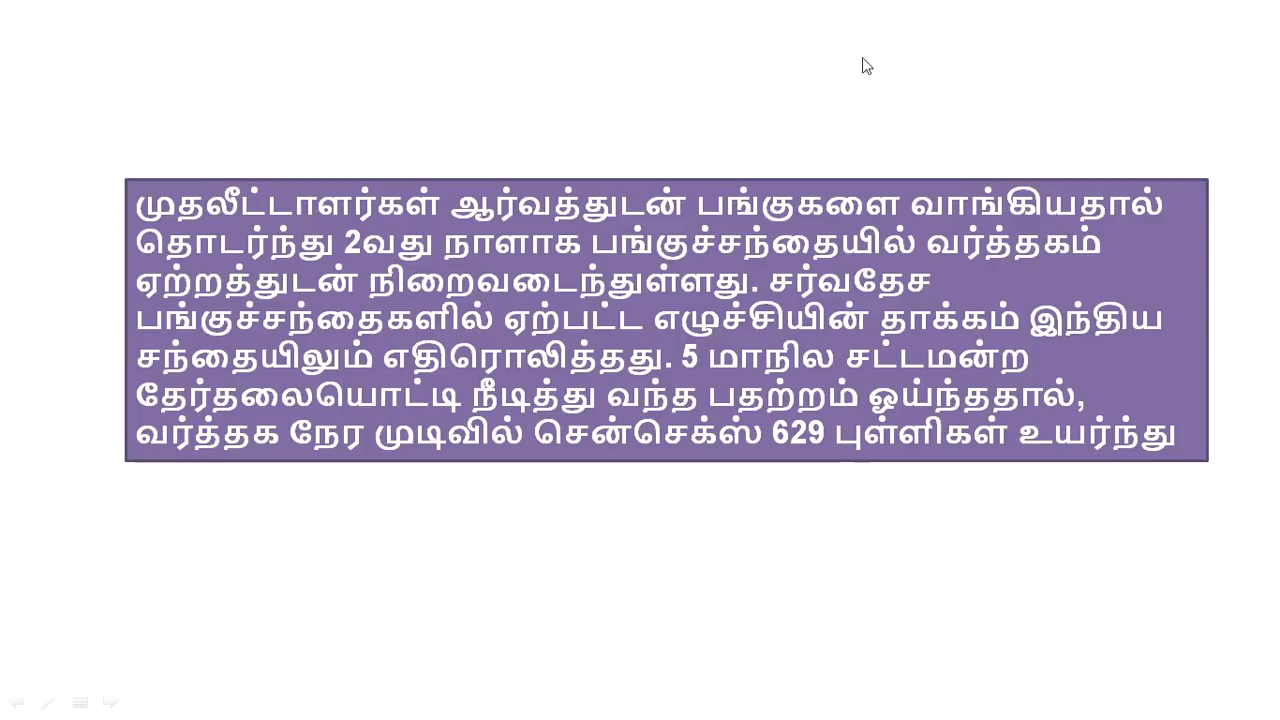 முதலீட்டாளர்கள் ஆர்வத்துடன் பங்குகளை வாங்கியதால்
தொடர்ந்து 2வது நாளாக பங்குச்சந்தையில் வர்த்தகம்
ஏற்றத்துடன் நிறைவடைந்துள்ளது. சர்வதேச
பங்குச்சந்தைகளில் ஏற்பட்ட எழுச்சியின் தாக்கம் இந்திய
சந்தையிலும் எதிரொலித்தது. 5 மாநில சட்டமன்ற
தேர்தலையொட்டி நீடித்து வந்த பதற்றம் ஓய்ந்ததால்,
வர்த்தக நேர முடிவில் சென்செக்ஸ் 629 புள்ளிகள் உயர்ந்து